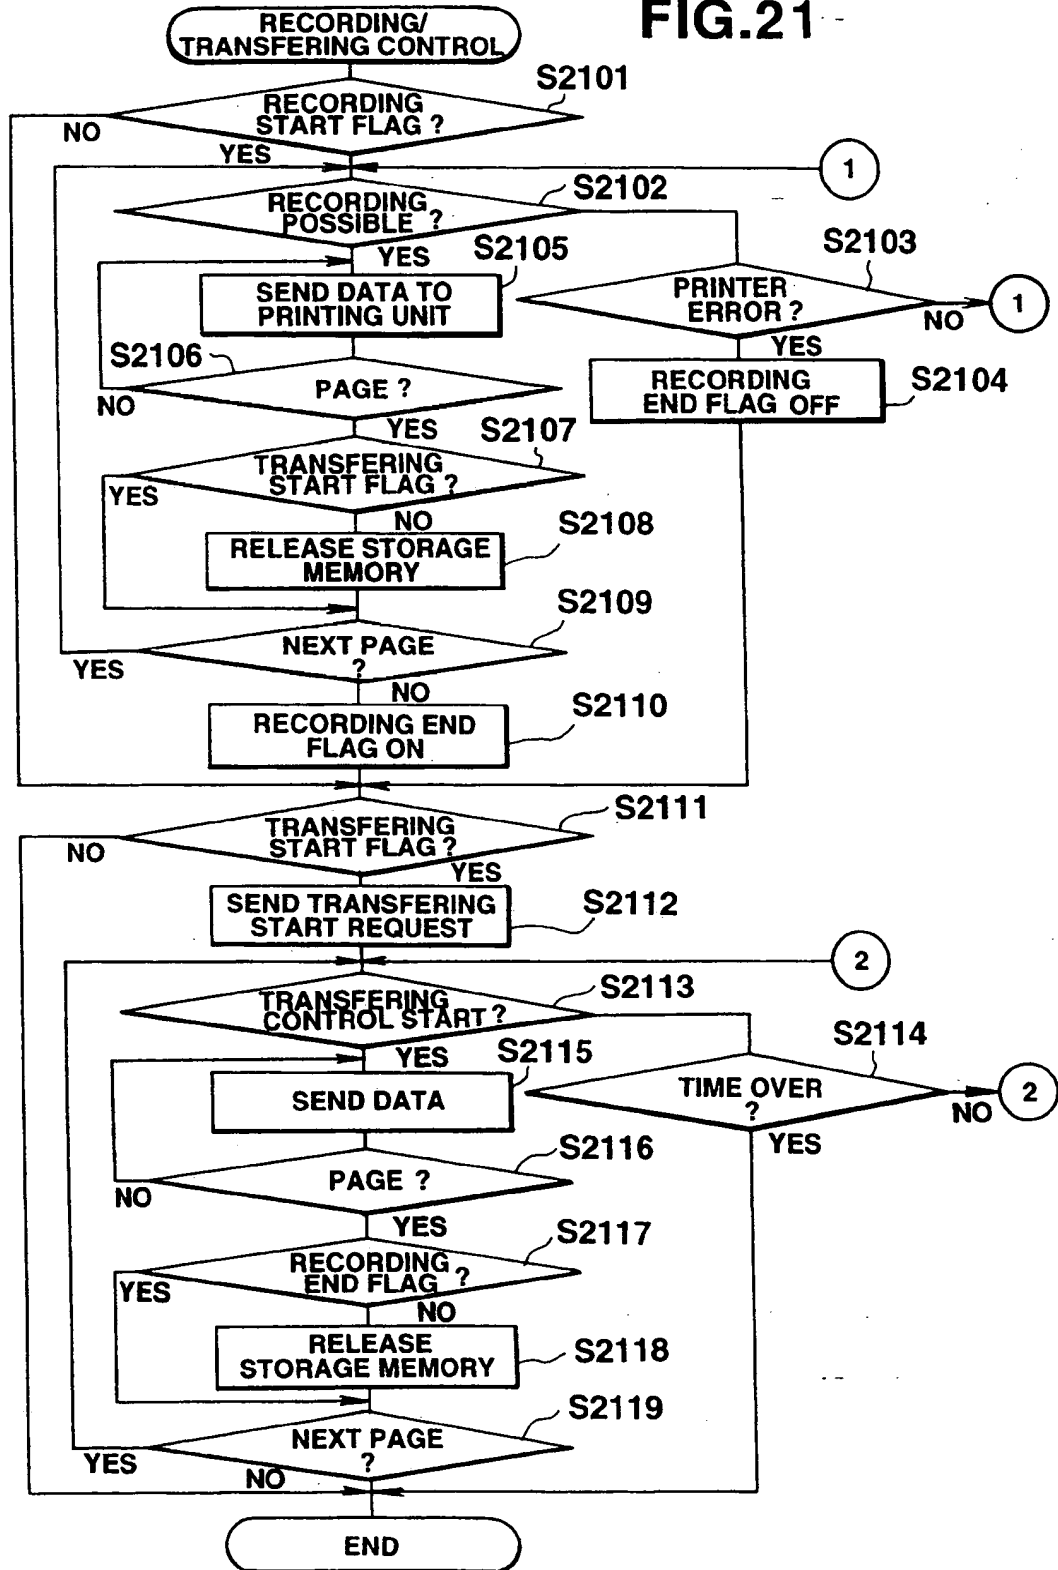 FIG.21
RECORDING/
TRANSFERING CONTROL
S2101
RECORDING
START FLAG ?
NO
YES
1
S2102
RECORDING
POSSIBLE ?
S2103
YES
S2105
PRINTER
ERROR ?
1
SEND DATA TO
PRINTING UNIT
NO
YES
S2106
S2104
PAGE ?
RECORDING
END FLAG OFF
NO
YES
S2107
TRANSFERING
START FLAG ?
YES
NO
S2108
RELEASE STORAGE
MEMORY
S2109
NEXT PAGE
?
YES
NO
S2110
RECORDING END
FLAG ON
S2111
TRANSFERING
START FLAG ?
NO
YES
S2112
SEND TRANSFERING
START REQUEST
2
S2113
TRANSFERING
CONTROL START ?
S2114
YES
S2115
TIME OVER
?
2
SEND DATA
NO
YES
S2116
PAGE ?
NO
YES
S2117
RECORDING
END FLAG ?
YES
NO
S2118
RELEASE
STORAGE MEMORY
S2119
NEXT PAGE
?
YES
NO
END